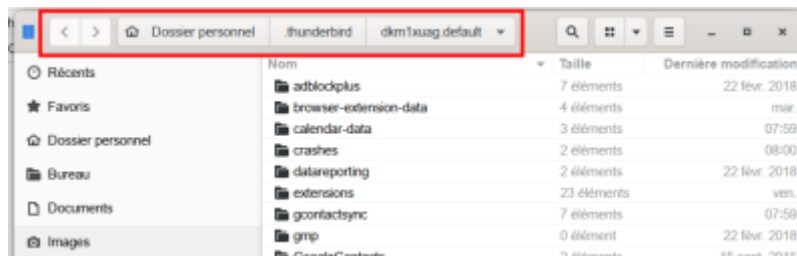 Dossier personnel .thunderbird dkm1xuag.default
Nom Taille Dernière modification
Récents
adblockplus 7 éléments 22 févr. 2018
Favoris
browser-extension-data 4 éléments mar.
calendar-data 3 éléments 07:59
Dossier personnel
crashes 2 éléments 08:00
Bureau
datareporting 2 éléments 22 févr. 2018
extensions 23 éléments ven.
Documents
gcontactsync 7 éléments 07:59
Images
gmp 0 élément 22 févr. 2018